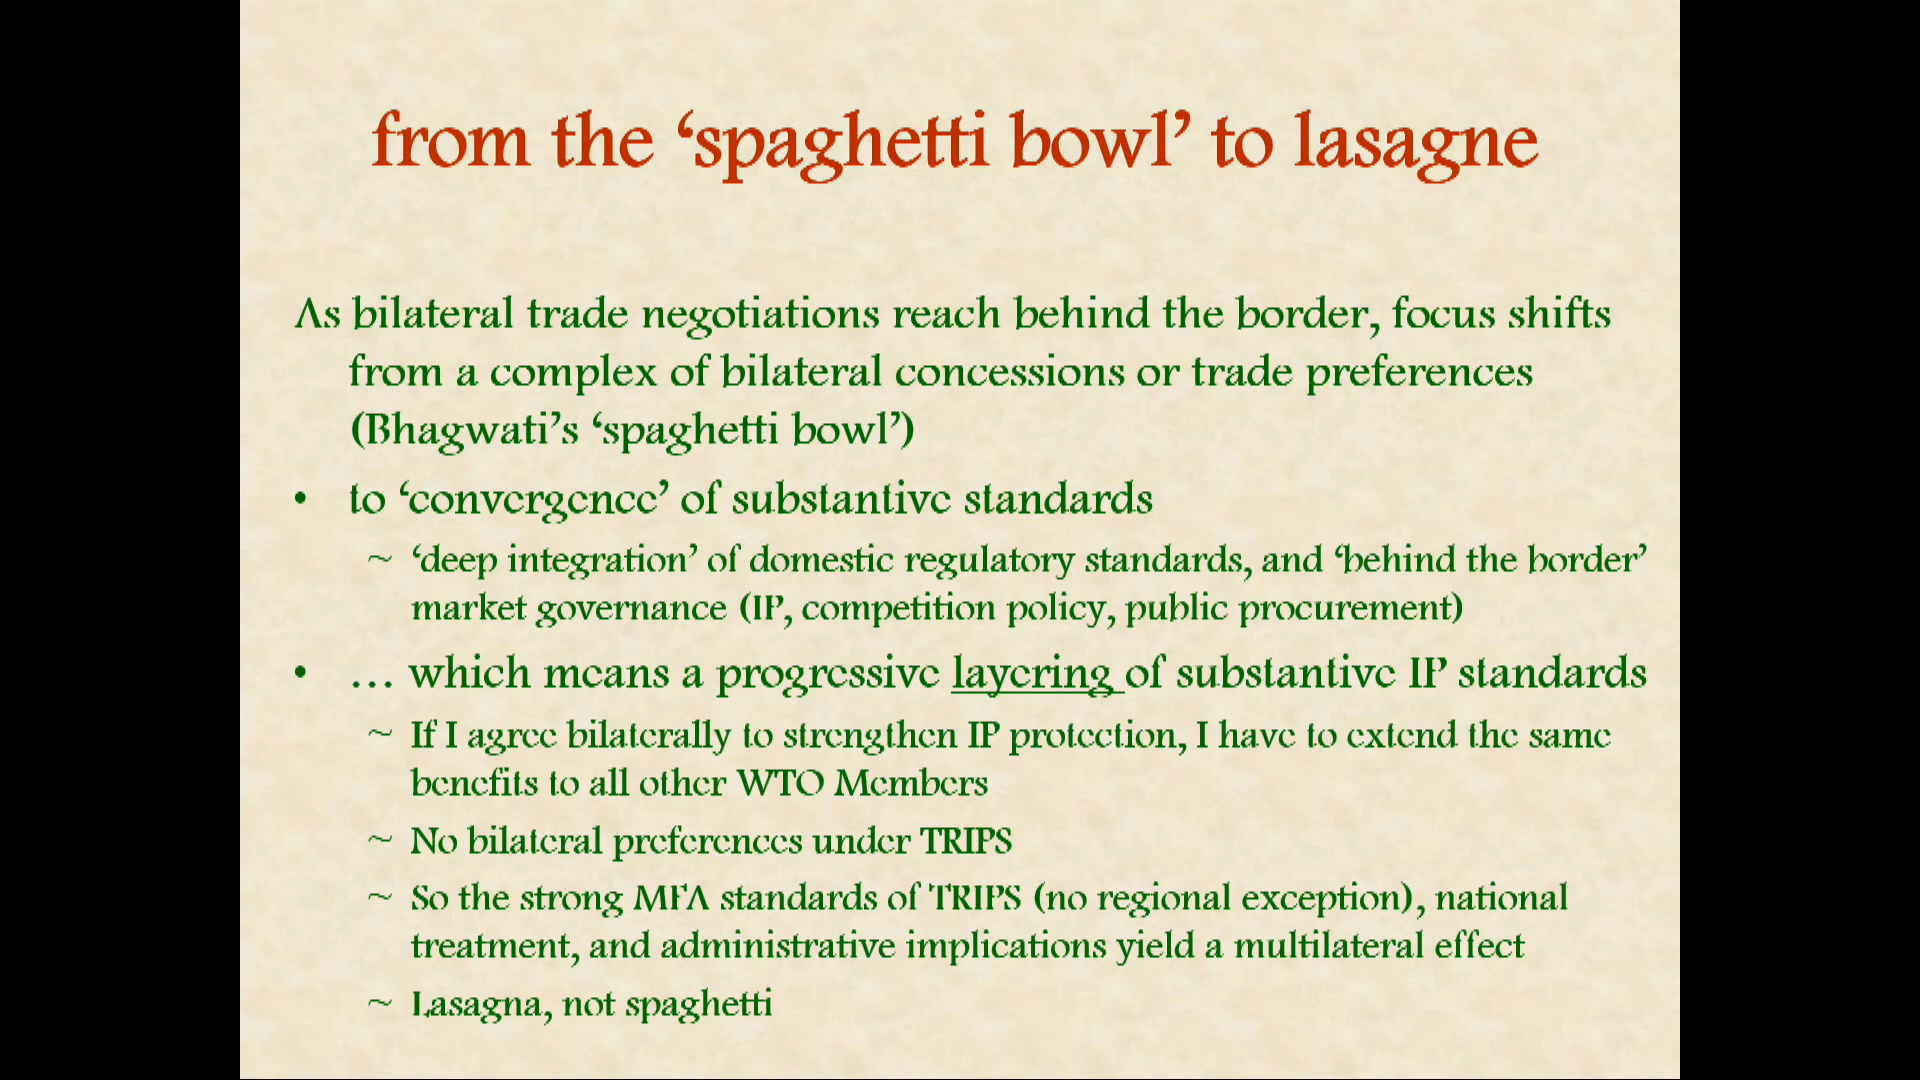 from the ‘spaghetti bowl’ to lasagne
As bilateral trade negotiations reach behind the border, focus shifts
from a complex of bilateral concessions or trade preferences
(Bhagwati’s ‘spaghetti bowl’)
• to ‘convergence’ of substantive standards
~ ‘deep integration’ of domestic regulatory standards, and ‘behind the border’
market governance (IP, competition policy, public procurement)
• … which means a progressive layering of substantive IP standards
~ If I agree bilaterally to strengthen IP protection, I have to extend the same
benefits to all other WTO Members
~ No bilateral preferences under TRIPS
~ So the strong MFA standards of TRIPS (no regional exception), national
treatment, and administrative implications yield a multilateral effect
~ Lasagna, not spaghetti